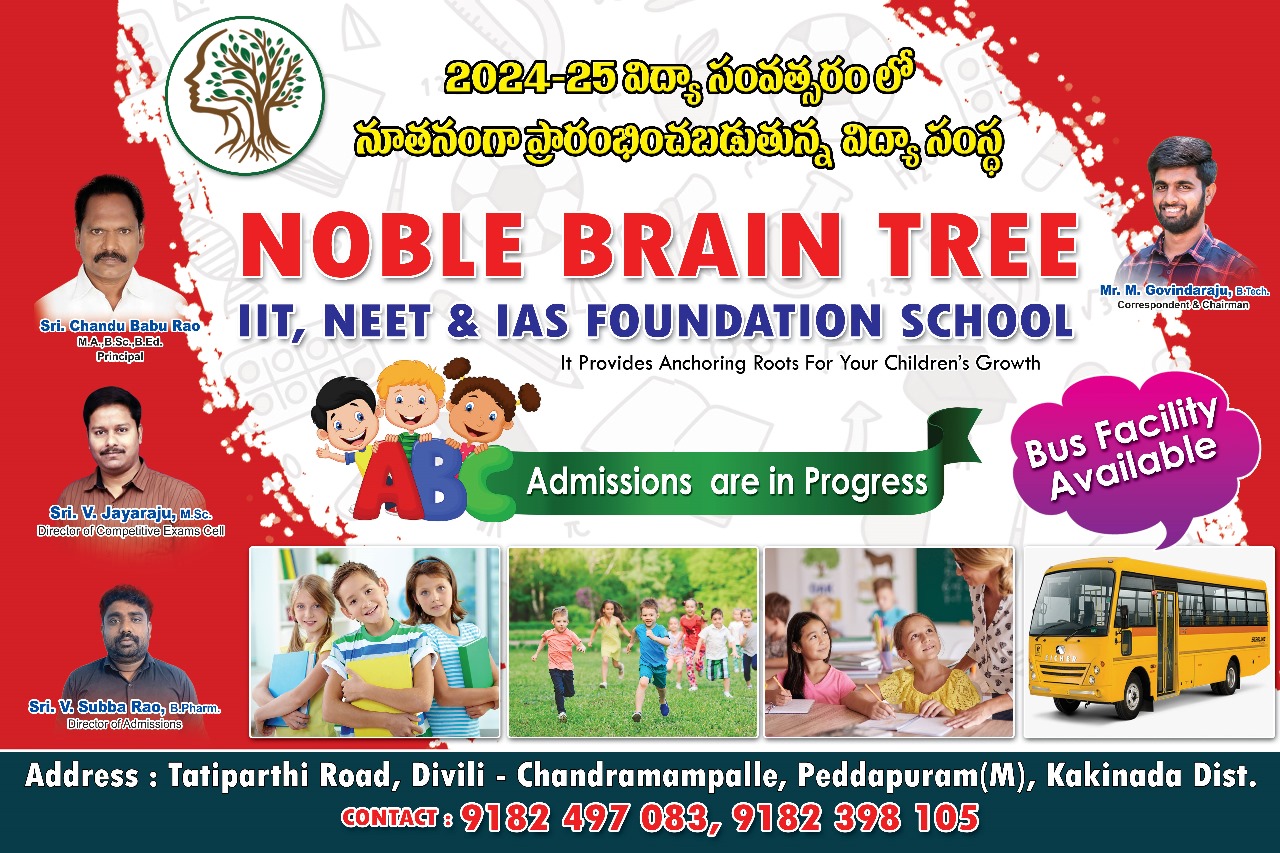 2024-25 విద్యా సంవత్సరం లో
నూతనంగా ప్రారంభించబడుతున్న విద్యా సంస్థ
NOBLE BRAIN TREE
IIT, NEET & IAS FOUNDATION SCHOOL
It Provides Anchoring Roots For Your Children's Growth
Sri. Chandu Babu Rao
M.A.,B.Sc.,B.Ed.
Principal
Mr. M. Govindaraju, B.Tech.
Correspondent & Chairman
Sri. V. Jayaraju, M.Sc.
Director of Competitive Exams Cell
ABC
Admissions are in Progress
Bus Facility
Available
Sri. V. Subba Rao, B.Pharm.
Director of Admissions
EICHER
Address : Tatiparthi Road, Divili - Chandramampalle, Peddapuram(M), Kakinada Dist.
CONTACT : 9182 497 083, 9182 398 105